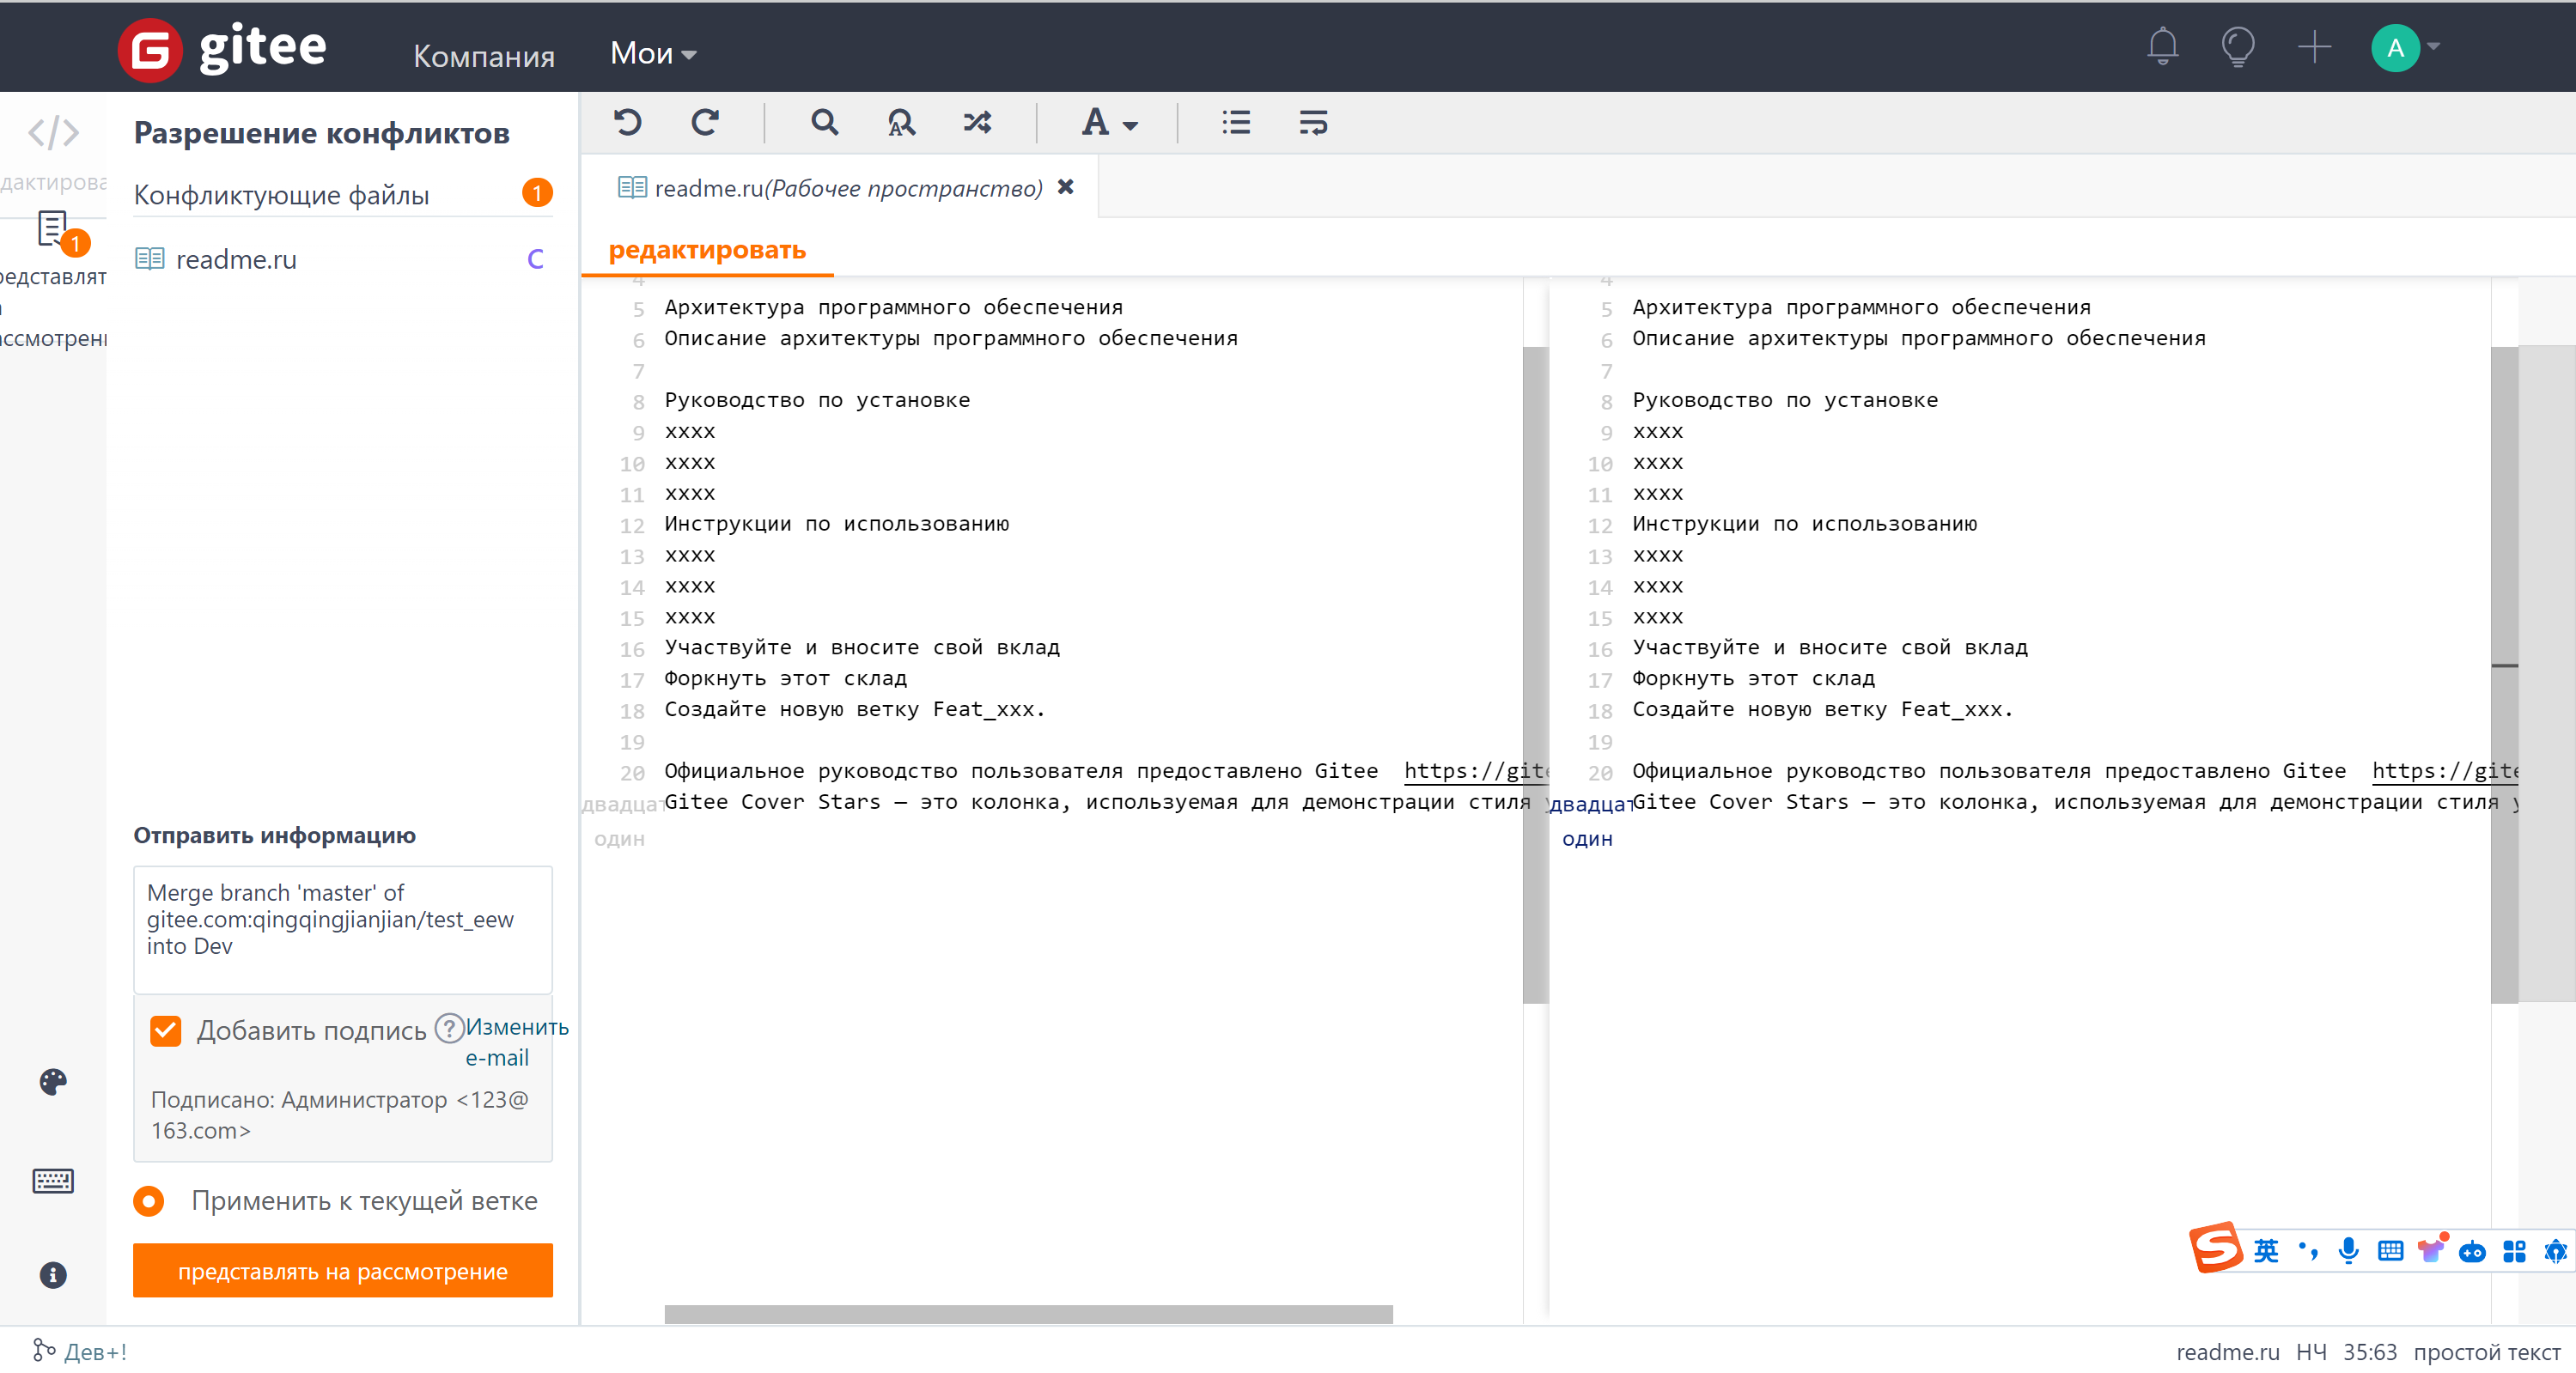 gitee
Компания
Мои
A
дактирова
1
редставлят
ссмотрен
Разрешение конфликтов
Конфликтующие файлы 1
readme.ru C
Отправить информацию
Merge branch 'master' of
gitee.com:qingqingjianjian/test_eew
into Dev
Добавить подпись ? Изменить
e-mail
Подписано: Администратор <123@
163.com>
Применить к текущей ветке
представлять на рассмотрение
readme.ru(Рабочее пространство)
редактировать
4
5 Архитектура программного обеспечения
6 Описание архитектуры программного обеспечения
7
8 Руководство по установке
9 xxxx
10 xxxx
11 xxxx
12 Инструкции по использованию
13 xxxx
14 xxxx
15 xxxx
16 Участвуйте и вносите свой вклад
17 Форкнуть этот склад
18 Создайте новую ветку Feat_xxx.
19
20 Официальное руководство пользователя предоставлено Gitee https://gite
двадцат Gitee Cover Stars — это колонка, используемая для демонстрации стиля
один
4
5 Архитектура программного обеспечения
6 Описание архитектуры программного обеспечения
7
8 Руководство по установке
9 xxxx
10 xxxx
11 xxxx
12 Инструкции по использованию
13 xxxx
14 xxxx
15 xxxx
16 Участвуйте и вносите свой вклад
17 Форкнуть этот склад
18 Создайте новую ветку Feat_xxx.
19
20 Официальное руководство пользователя предоставлено Gitee https://gite
двадцат Gitee Cover Stars — это колонка, используемая для демонстрации стиля
один
英
Дев+!
readme.ru НЧ 35:63 простой текст